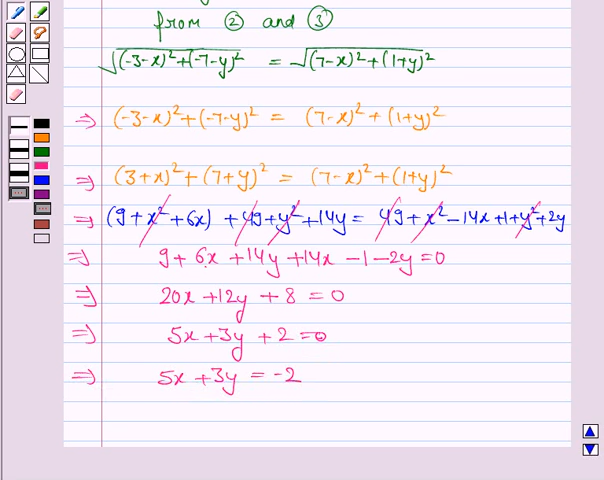 from ② and ③
√(-3-x)²+(-7-y)² = √(7-x)²+(1+y)²
⇒ (-3-x)²+(-7-y)² = (7-x)²+(1+y)²
⇒ (3+x)²+(7+y)² = (7-x)²+(1+y)²
⇒ (9+x²+6x)+49+y²+14y = 49+x²-14x+1+y²+2y
⇒ 9+6x+14y+14x-1-2y=0
⇒ 20x+12y+8=0
⇒ 5x+3y+2=0
⇒ 5x+3y=-2